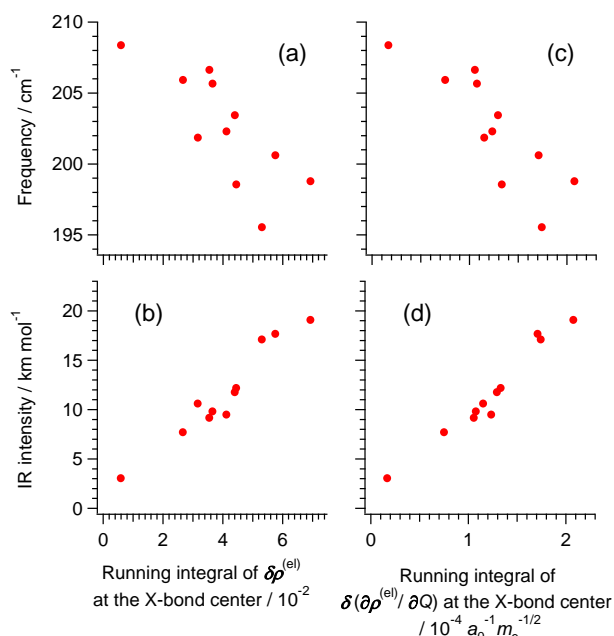 210
205
200
195
Frequency / cm⁻¹
(a)
(c)
20
15
10
5
0
IR intensity / km mol⁻¹
(b)
(d)
0 2 4 6
0 1 2
Running integral of δρ⁽ᵉˡ⁾
at the X-bond center / 10⁻²
Running integral of
δ(∂ρ⁽ᵉˡ⁾/∂Q) at the X-bond center
/ 10⁻⁴ a₀⁻¹ mₑ⁻¹/²